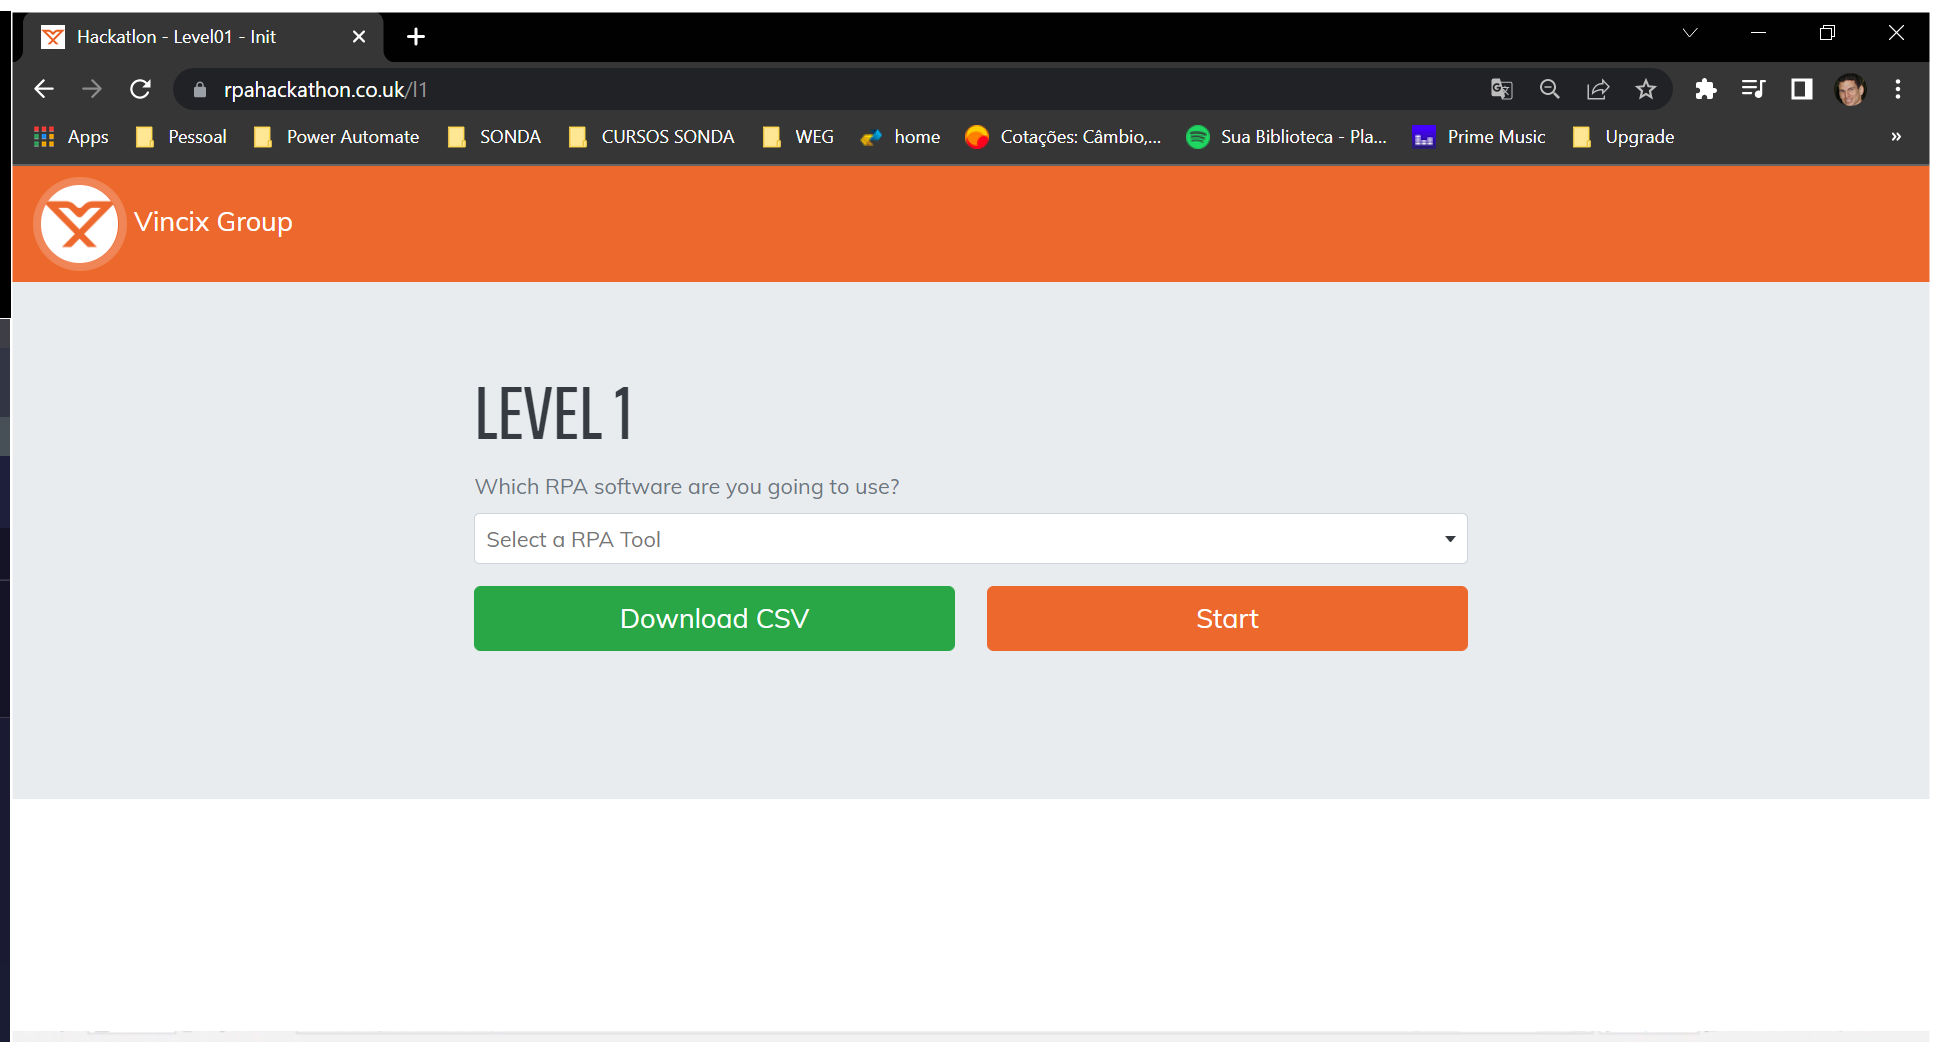 Hackatlon - Level01 - Init
rpahackathon.co.uk/l1
Apps Pessoal Power Automate SONDA CURSOS SONDA WEG home Cotações: Câmbio,... Sua Biblioteca - Pla... Prime Music Upgrade »
Vincix Group
LEVEL 1
Which RPA software are you going to use?
Select a RPA Tool
Download CSV Start